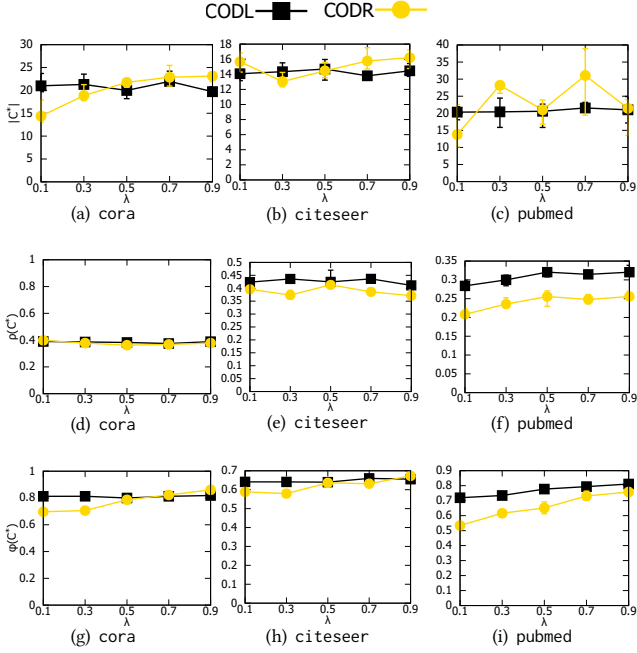 CODL CODR
|C*|
30
25
20
15
10
5
0
0.1 0.3 0.5 0.7 0.9
λ
(a) cora
18
16
14
12
10
8
6
4
2
0
0.1 0.3 0.5 0.7 0.9
λ
(b) citeseer
40
35
30
25
20
15
10
5
0
0.1 0.3 0.5 0.7 0.9
λ
(c) pubmed
ρ(C*)
1
0.8
0.6
0.4
0.2
0
0.1 0.3 0.5 0.7 0.9
λ
(d) cora
0.5
0.45
0.4
0.35
0.3
0.25
0.2
0.15
0.1
0.05
0
0.1 0.3 0.5 0.7 0.9
λ
(e) citeseer
0.35
0.3
0.25
0.2
0.15
0.1
0.05
0
0.1 0.3 0.5 0.7 0.9
λ
(f) pubmed
φ(C*)
1
0.8
0.6
0.4
0.2
0
0.1 0.3 0.5 0.7 0.9
λ
(g) cora
0.7
0.6
0.5
0.4
0.3
0.2
0.1
0
0.1 0.3 0.5 0.7 0.9
λ
(h) citeseer
0.9
0.8
0.7
0.6
0.5
0.4
0.3
0.2
0.1
0
0.1 0.3 0.5 0.7 0.9
λ
(i) pubmed